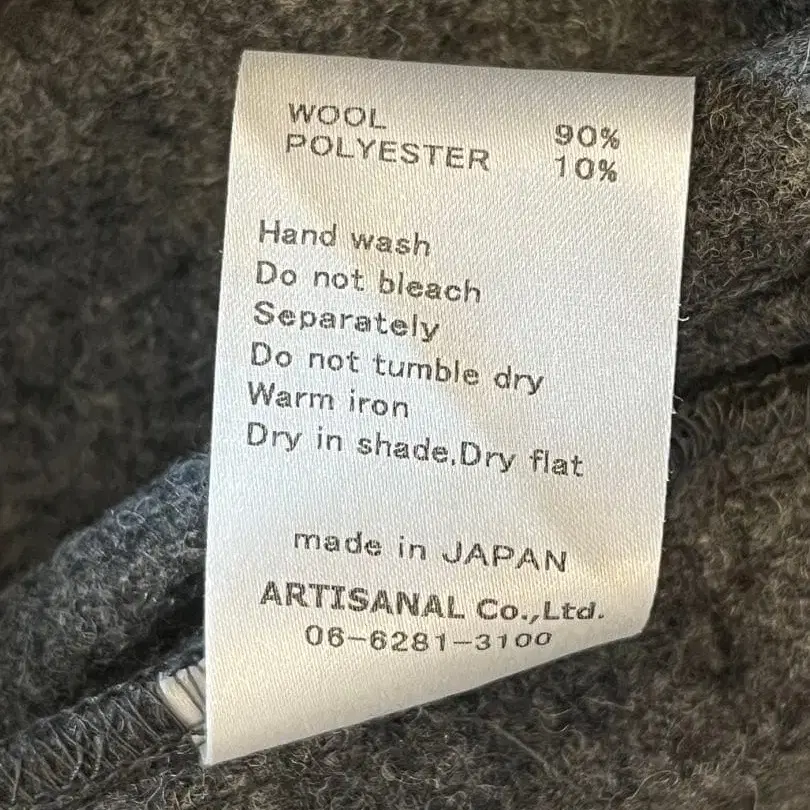 WOOL 90%
POLYESTER 10%
Hand wash
Do not bleach
Separately
Do not tumble dry
Warm iron
Dry in shade,Dry flat
made in JAPAN
ARTISANAL Co.,Ltd.
06-6281-3100